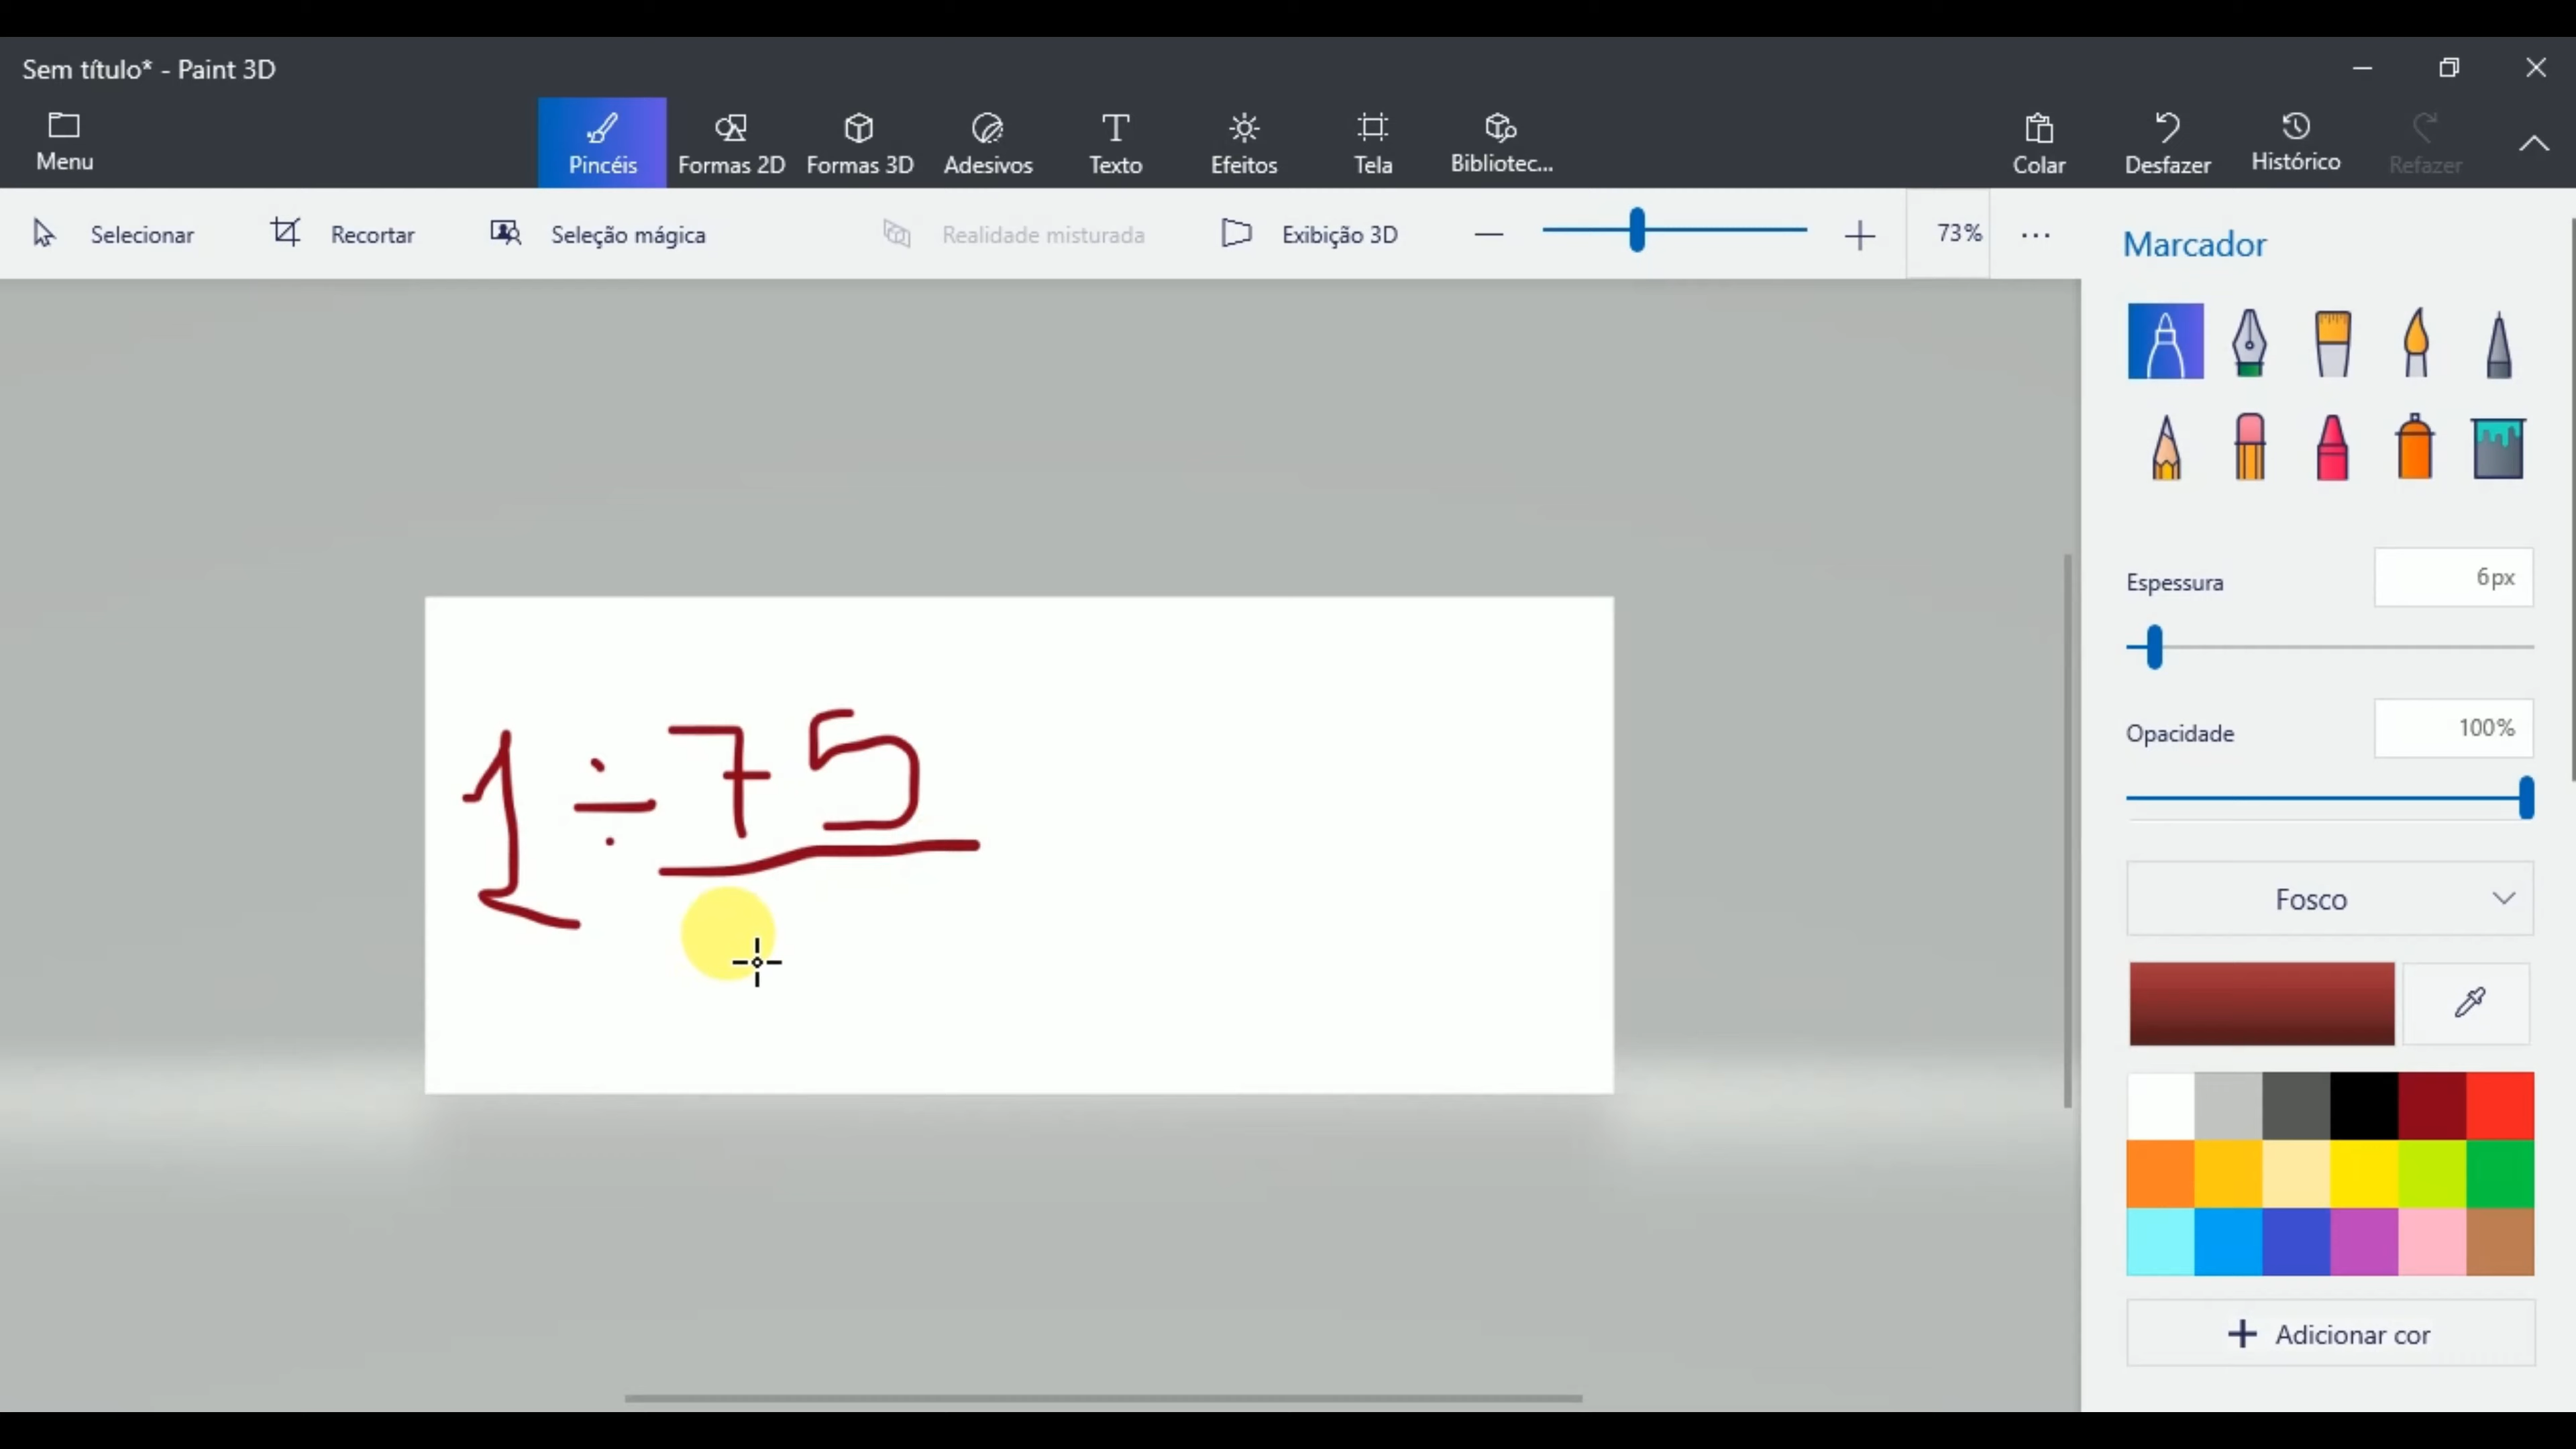 Sem título* - Paint 3D
Menu Pincéis Formas 2D Formas 3D Adesivos Texto Efeitos Tela Bibliotec... Colar Desfazer Histórico Refazer
Selecionar Recortar Seleção mágica Realidade misturada Exibição 3D 73% ...
Marcador
Espessura 6px
Opacidade 100%
Fosco
Adicionar cor
1 ÷ 75